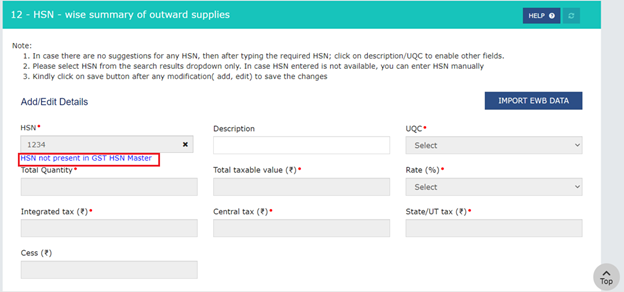 12 - HSN - wise summary of outward supplies
HELP ?
Note:
1. In case there are no suggestions for any HSN, then after typing the required HSN; click on description/UQC to enable other fields.
2. Please select HSN from the search results dropdown only. In case HSN entered is not available, you can enter HSN manually
3. Kindly click on save button after any modification( add, edit) to save the changes
Add/Edit Details
IMPORT EWB DATA
HSN* Description UQC*
1234 Select
HSN not present in GST HSN Master
Total Quantity* Total taxable value (₹)* Rate (%)*
Select
Integrated tax (₹)* Central tax (₹)* State/UT tax (₹)*
Cess (₹)
Top